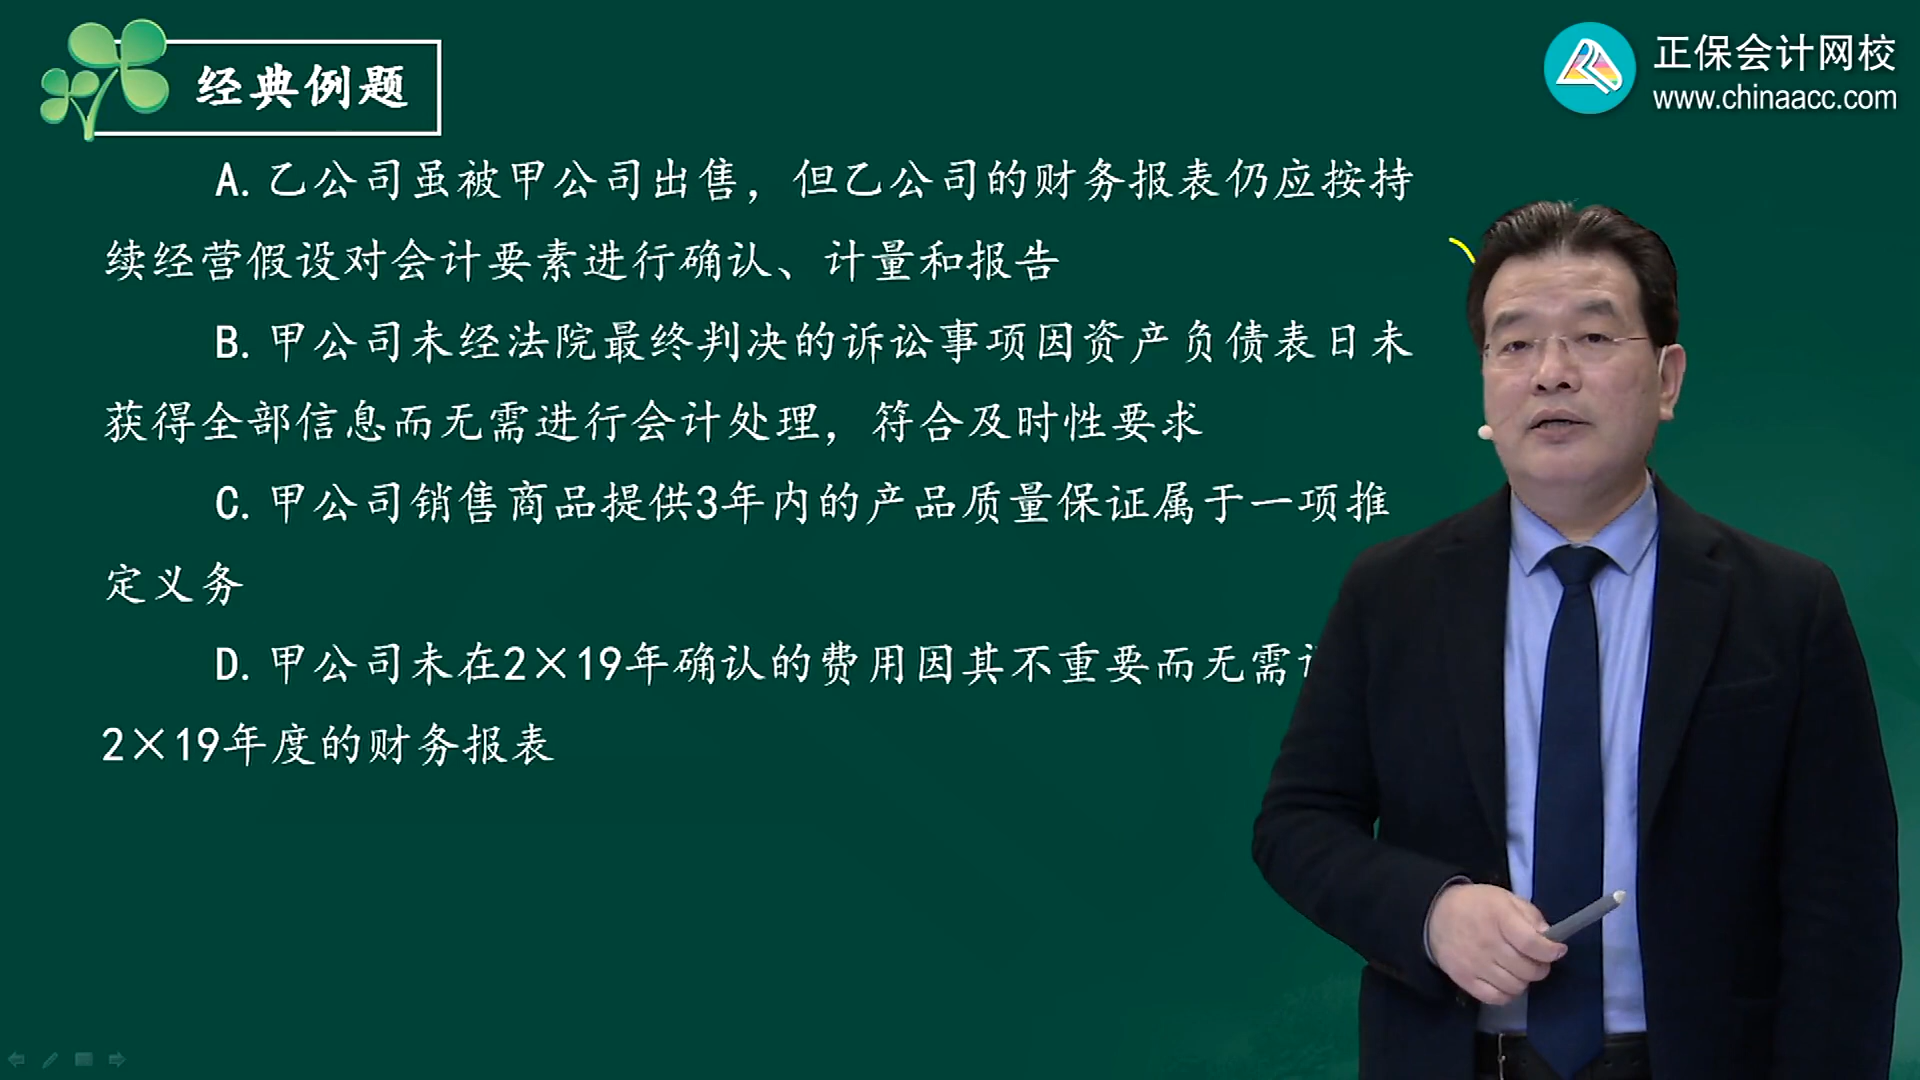 经典例题
正保会计网校
www.chinaacc.com
A. 乙公司虽被甲公司出售，但乙公司的财务报表仍应按持
续经营假设对会计要素进行确认、计量和报告
B. 甲公司未经法院最终判决的诉讼事项因资产负债表日未
获得全部信息而无需进行会计处理，符合及时性要求
C. 甲公司销售商品提供3年内的产品质量保证属于一项推
定义务
D. 甲公司未在2×19年确认的费用因其不重要而无需
2×19年度的财务报表